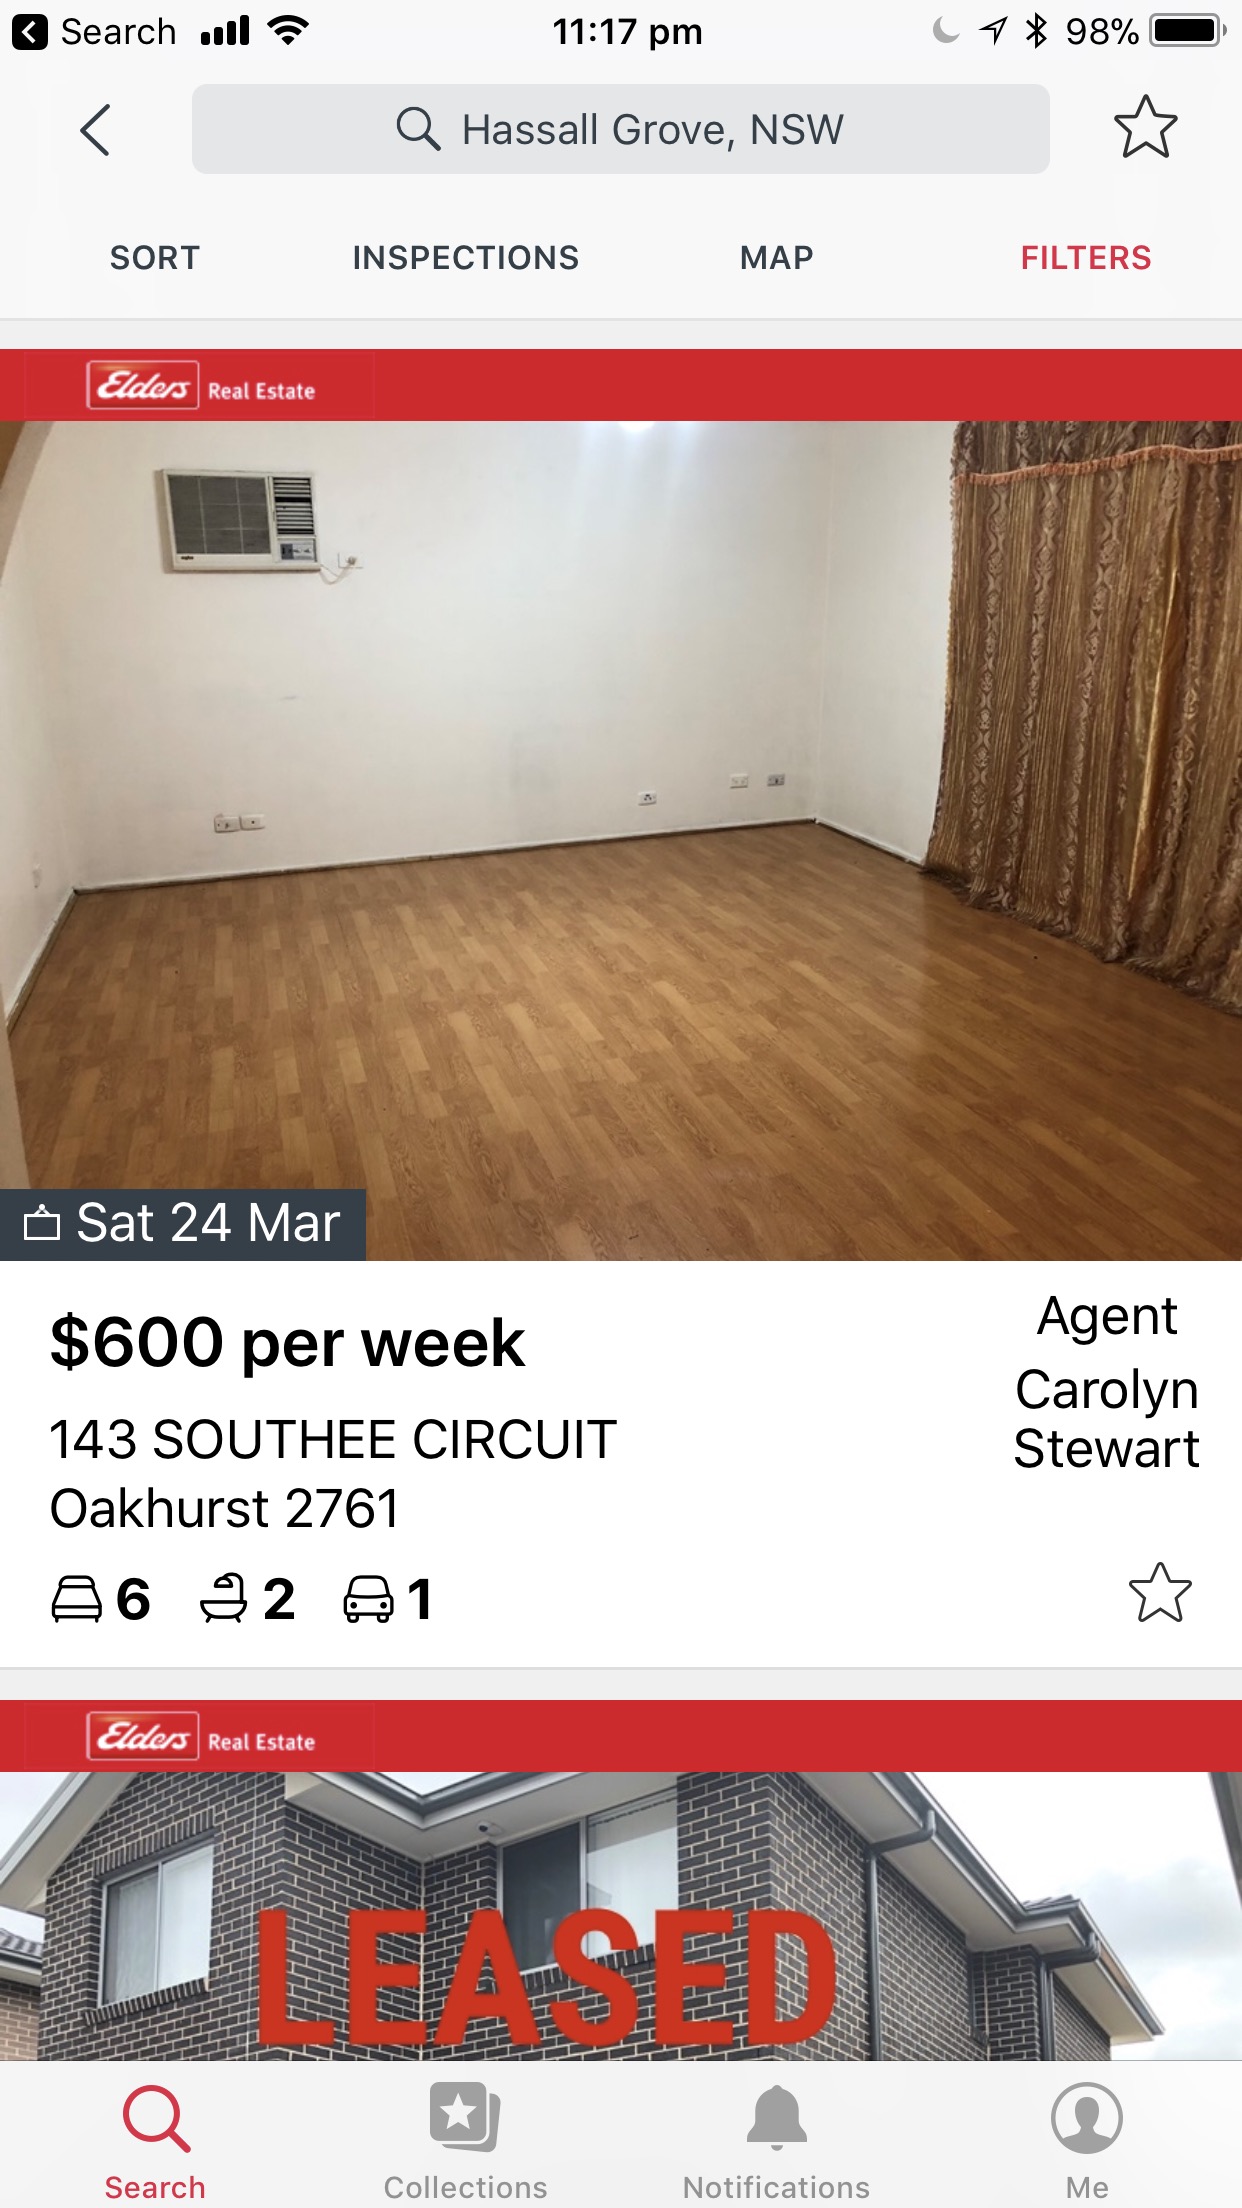 Search
11:17 pm
98%
Hassall Grove, NSW
SORT
INSPECTIONS
MAP
FILTERS
Elders Real Estate
Sat 24 Mar
$600 per week
143 SOUTHEE CIRCUIT
Oakhurst 2761
6
2
1
Agent
Carolyn
Stewart
Elders Real Estate
LEASED
Search
Collections
Notifications
Me